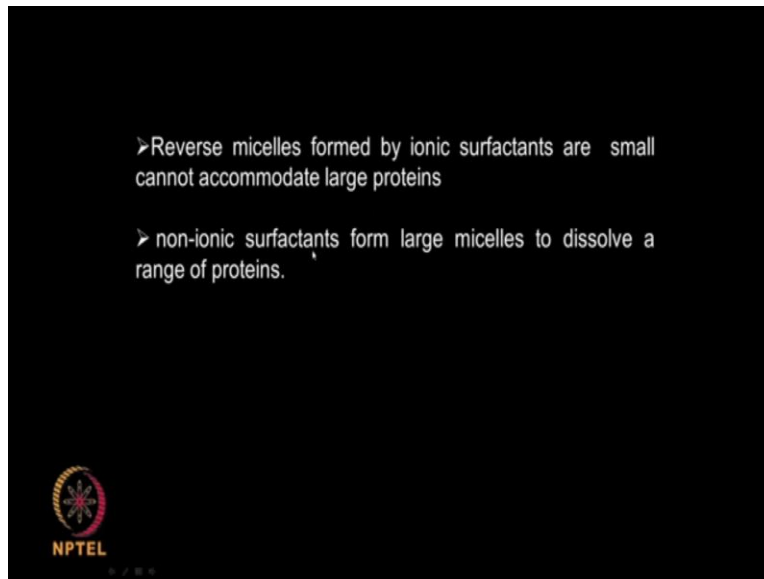 ➢Reverse micelles formed by ionic surfactants are small
cannot accommodate large proteins
➢ non-ionic surfactants form large micelles to dissolve a
range of proteins.
NPTEL